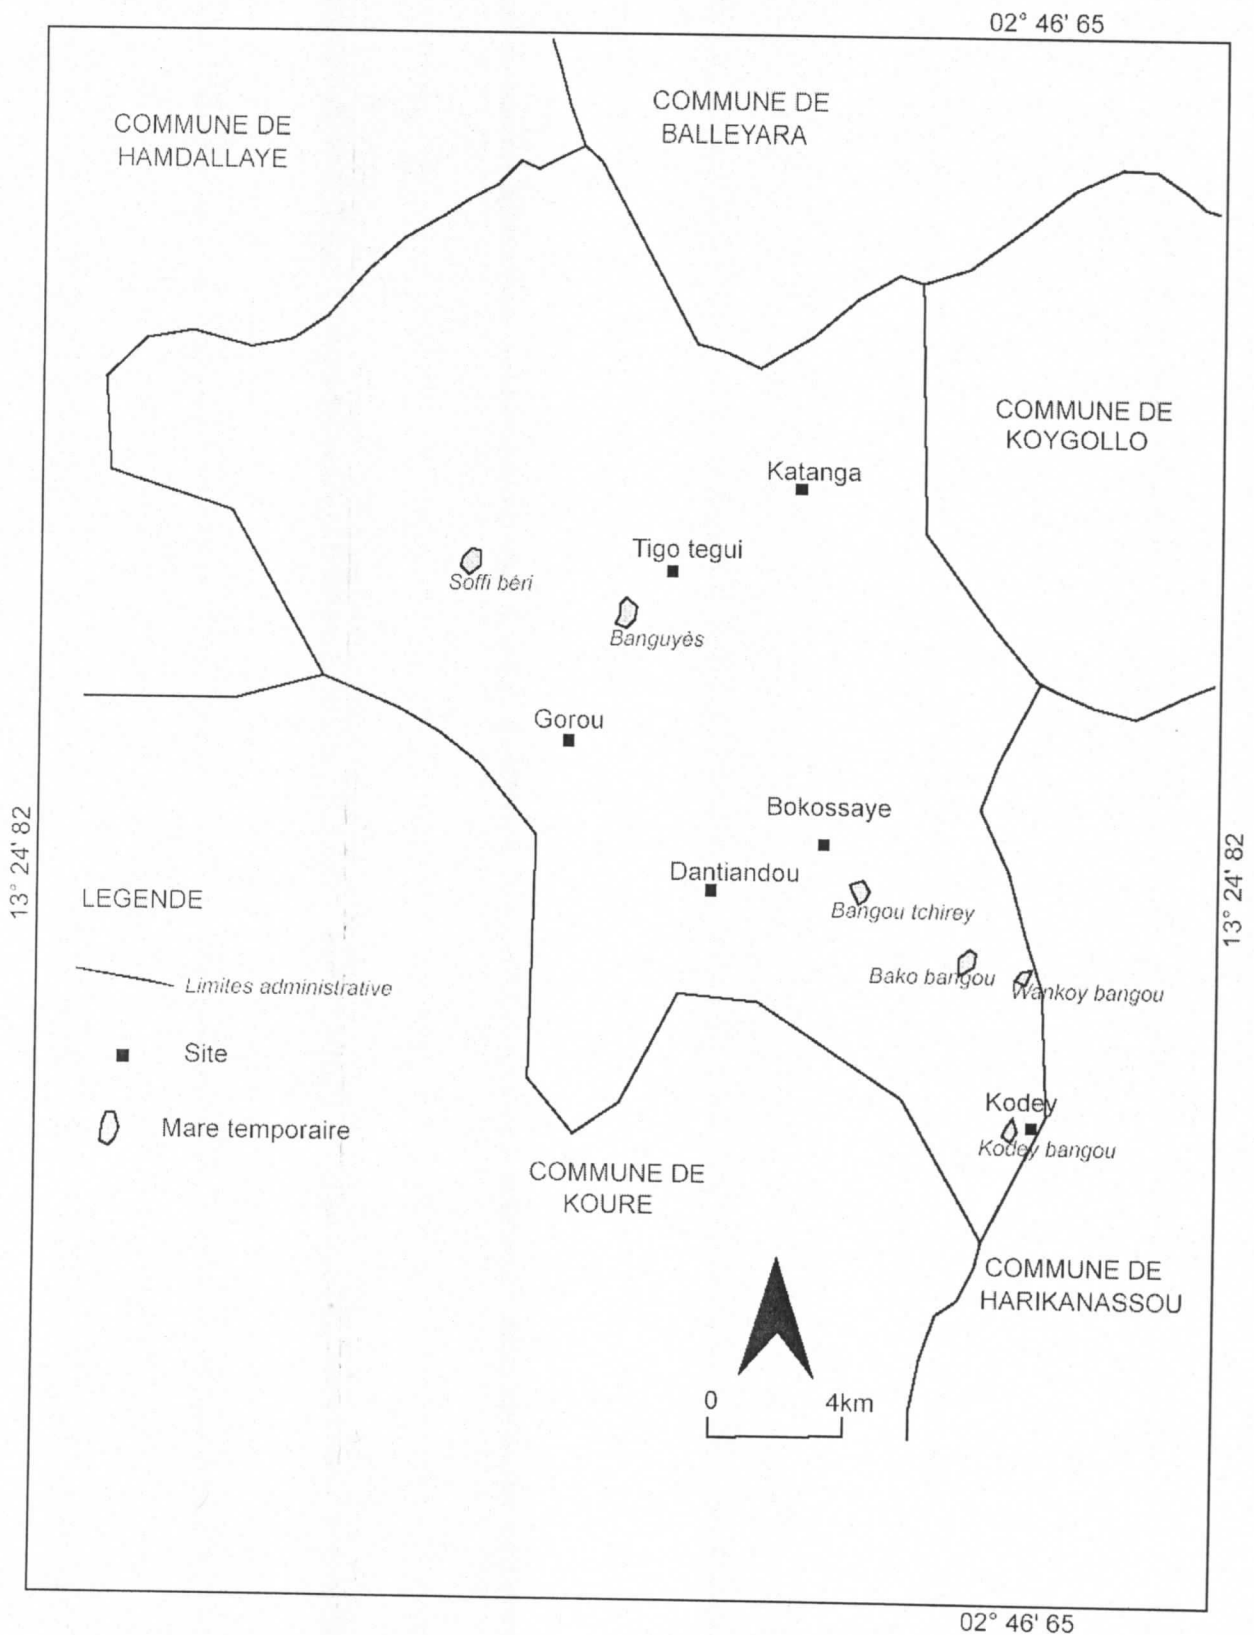 02° 46' 65
COMMUNE DE
HAMDALLAYE
COMMUNE DE
BALLEYARA
COMMUNE DE
KOYGOLLO
Katanga
Tigo tegui
Soffi béri
Banguyès
Gorou
Bokossaye
Dantiandou
Bangou tchirey
Bako bangou
Wankoy bangou
13° 24' 82
13° 24' 82
LEGENDE
Limites administrative
Site
Mare temporaire
Kodey
Kodey bangou
COMMUNE DE
KOURE
COMMUNE DE
HARIKANASSOU
0 4km
02° 46' 65